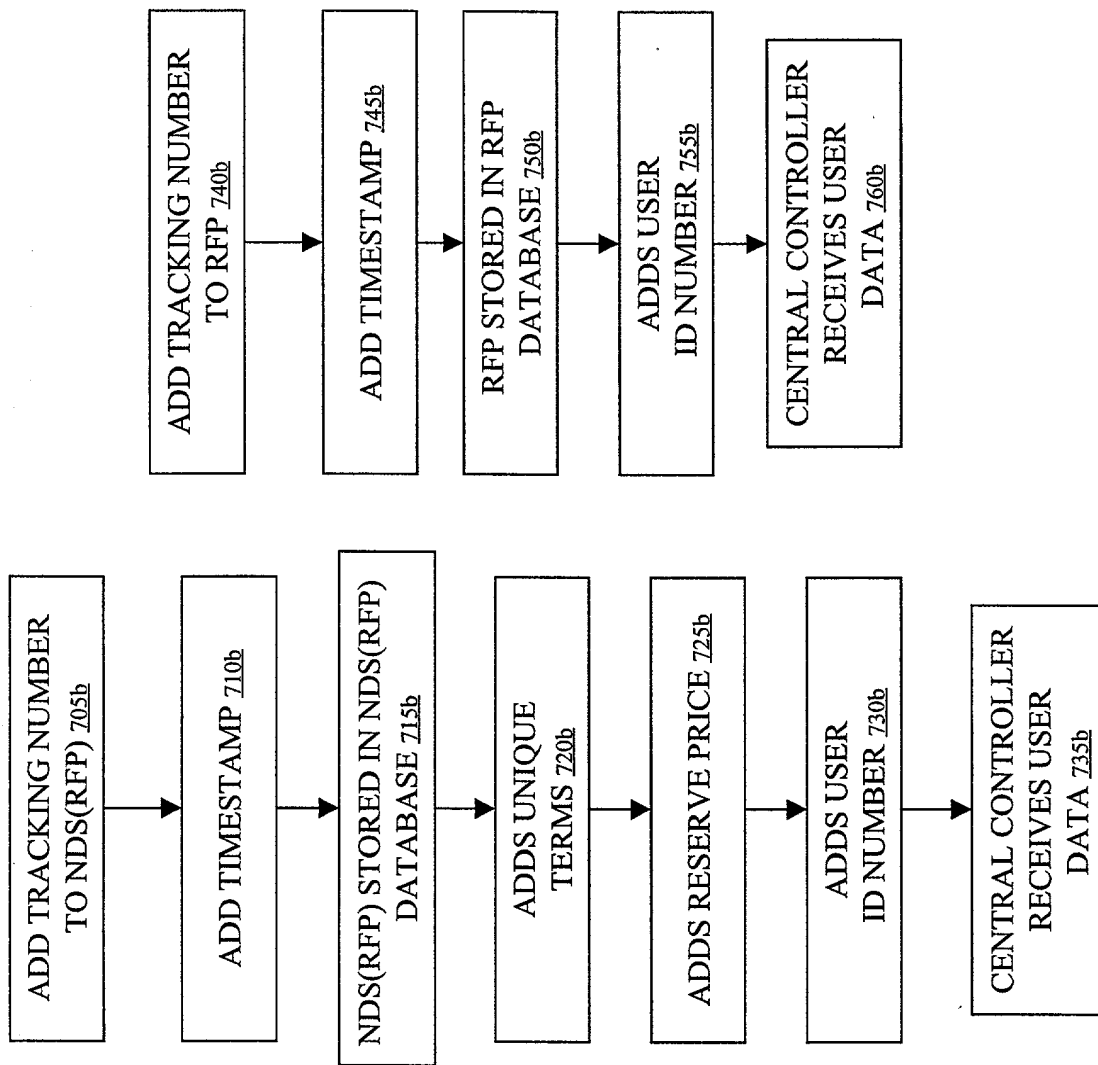 ADD TRACKING NUMBER
TO NDS(RFP) 705b
ADD TIMESTAMP 710b
NDS(RFP) STORED IN NDS(RFP)
DATABASE 715b
ADDS UNIQUE
TERMS 720b
ADDS RESERVE PRICE 725b
ADDS USER
ID NUMBER 730b
CENTRAL CONTROLLER
RECEIVES USER
DATA 735b
ADD TRACKING NUMBER
TO RFP 740b
ADD TIMESTAMP 745b
RFP STORED IN RFP
DATABASE 750b
ADDS USER
ID NUMBER 755b
CENTRAL CONTROLLER
RECEIVES USER
DATA 760b